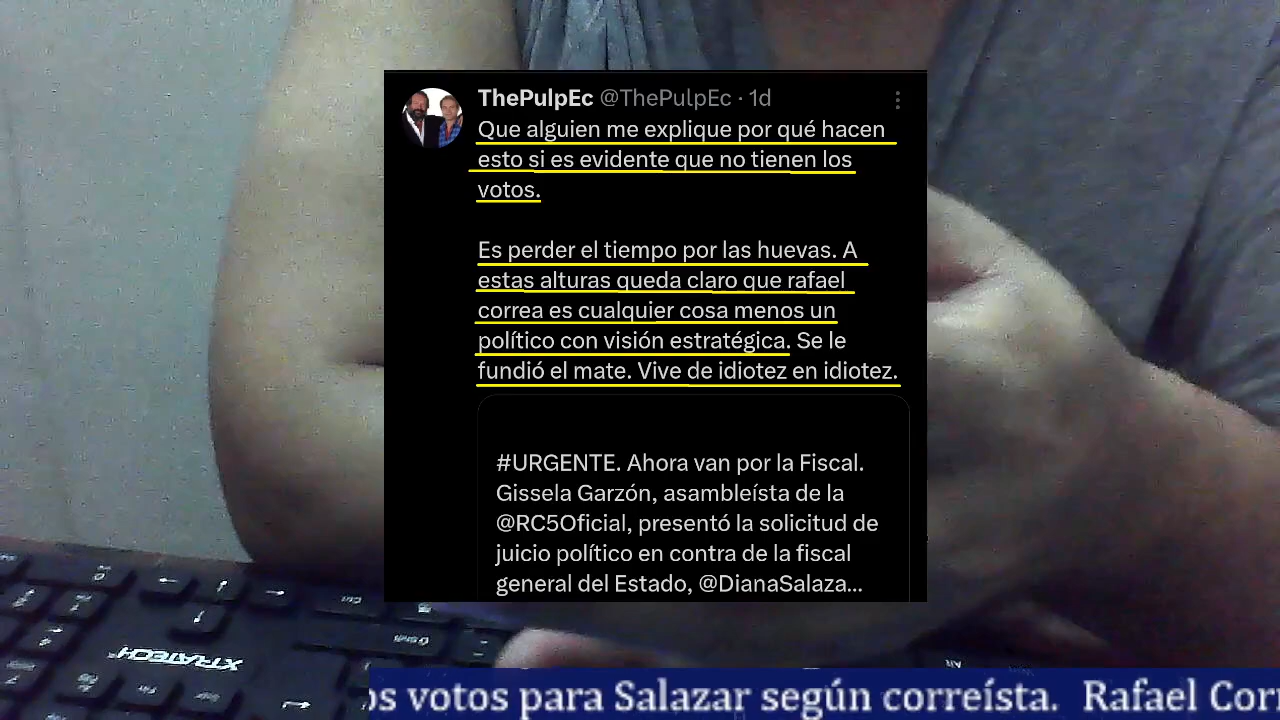 ThePulpEc @ThePulpEc · 1d
Que alguien me explique por qué hacen
esto si es evidente que no tienen los
votos.
Es perder el tiempo por las huevas. A
estas alturas queda claro que rafael
correa es cualquier cosa menos un
político con visión estratégica. Se le
fundió el mate. Vive de idiotez en idiotez.
#URGENTE. Ahora van por la Fiscal.
Gissela Garzón, asambleísta de la
@RC5Oficial, presentó la solicitud de
juicio político en contra de la fiscal
general del Estado, @DianaSalaza...
XTRATECH
os votos para Salazar según correísta. Rafael Cor